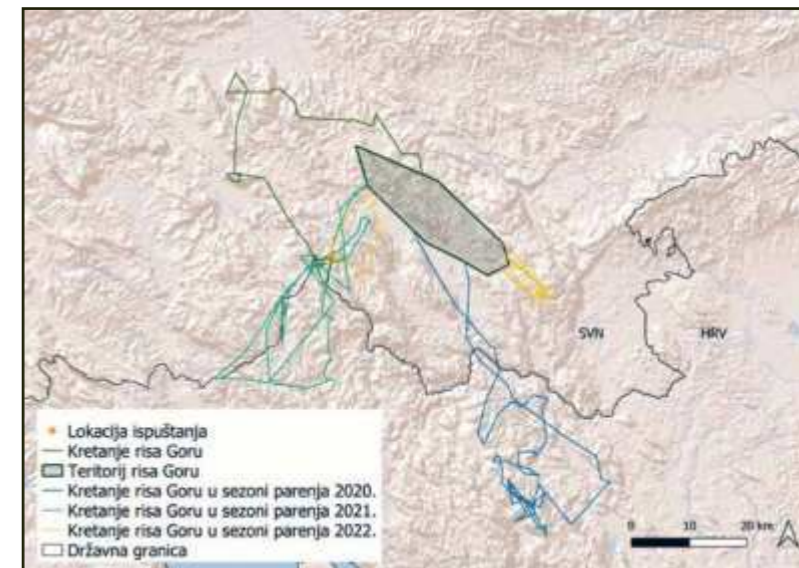 SVN
HRV
Lokacija ispuštanja
Kretanje risa Goru
Teritorij risa Goru
Kretanje risa Goru u sezoni parenja 2020.
Kretanje risa Goru u sezoni parenja 2021.
Kretanje risa Goru u sezoni parenja 2022.
Državna granica
0 10 20 km